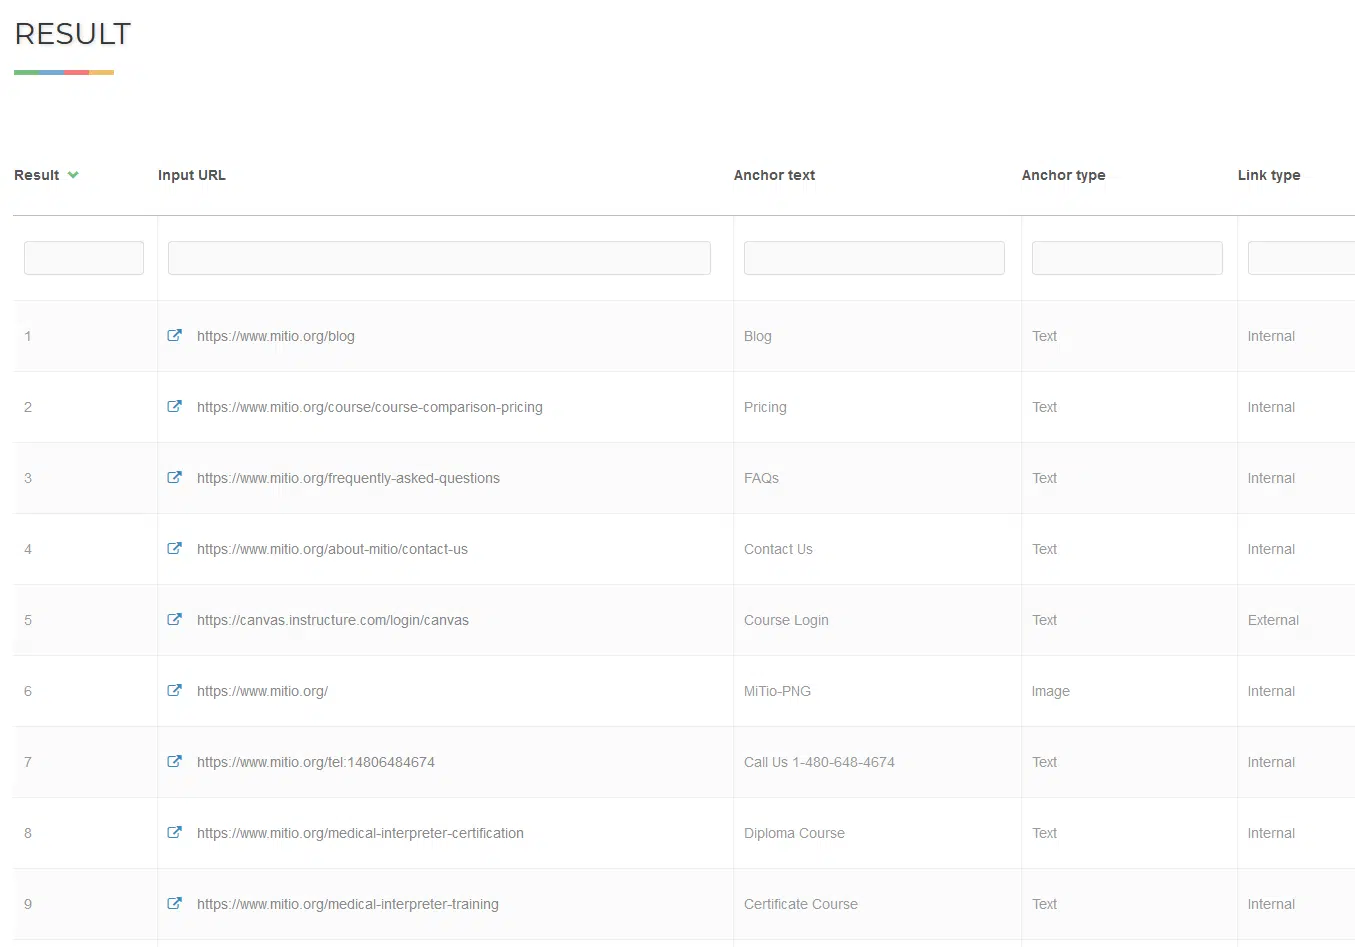 RESULT
Result Input URL Anchor text Anchor type Link type
1 https://www.mitio.org/blog Blog Text Internal
2 https://www.mitio.org/course/course-comparison-pricing Pricing Text Internal
3 https://www.mitio.org/frequently-asked-questions FAQs Text Internal
4 https://www.mitio.org/about-mitio/contact-us Contact Us Text Internal
5 https://canvas.instructure.com/login/canvas Course Login Text External
6 https://www.mitio.org/ MiTio-PNG Image Internal
7 https://www.mitio.org/tel:14806484674 Call Us 1-480-648-4674 Text Internal
8 https://www.mitio.org/medical-interpreter-certification Diploma Course Text Internal
9 https://www.mitio.org/medical-interpreter-training Certificate Course Text Internal